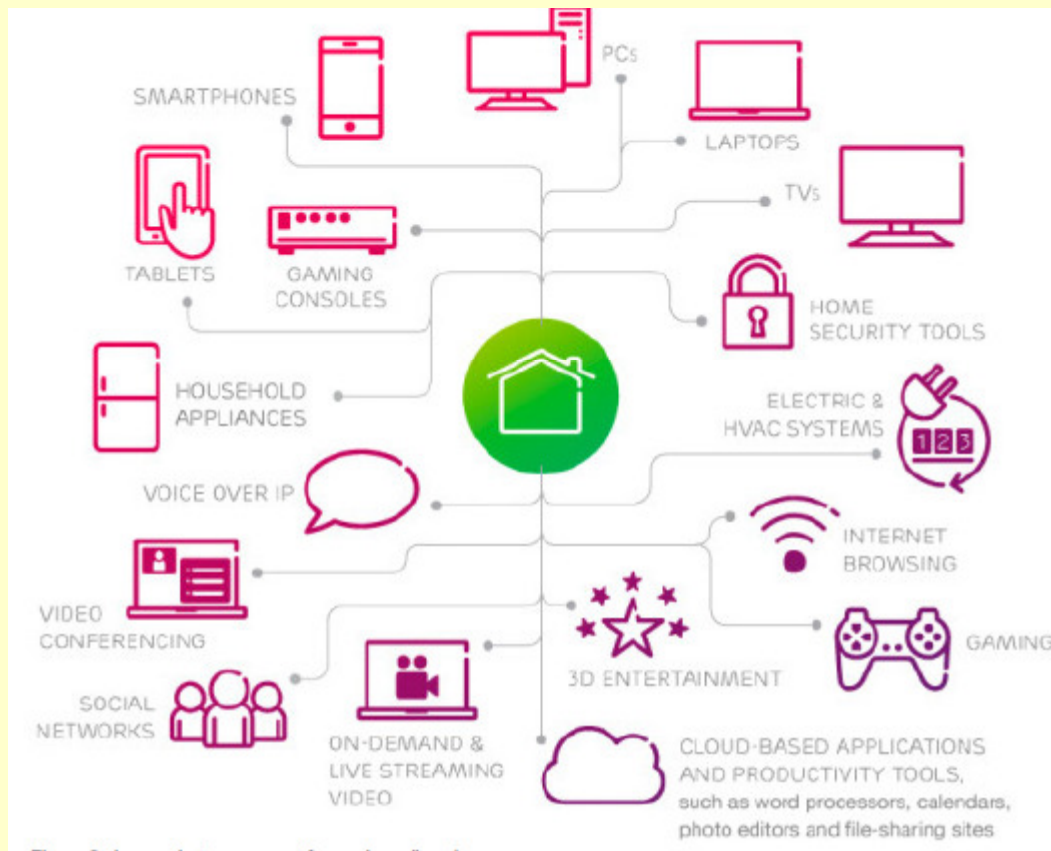 PCs
SMARTPHONES
LAPTOPS
TVs
TABLETS
GAMING
CONSOLES
HOME
SECURITY TOOLS
HOUSEHOLD
APPLIANCES
ELECTRIC &
HVAC SYSTEMS
123
VOICE OVER IP
INTERNET
BROWSING
VIDEO
CONFERENCING
GAMING
3D ENTERTAINMENT
SOCIAL
NETWORKS
ON-DEMAND &
LIVE STREAMING
VIDEO
CLOUD-BASED APPLICATIONS
AND PRODUCTIVITY TOOLS,
such as word processors, calendars,
photo editors and file-sharing sites